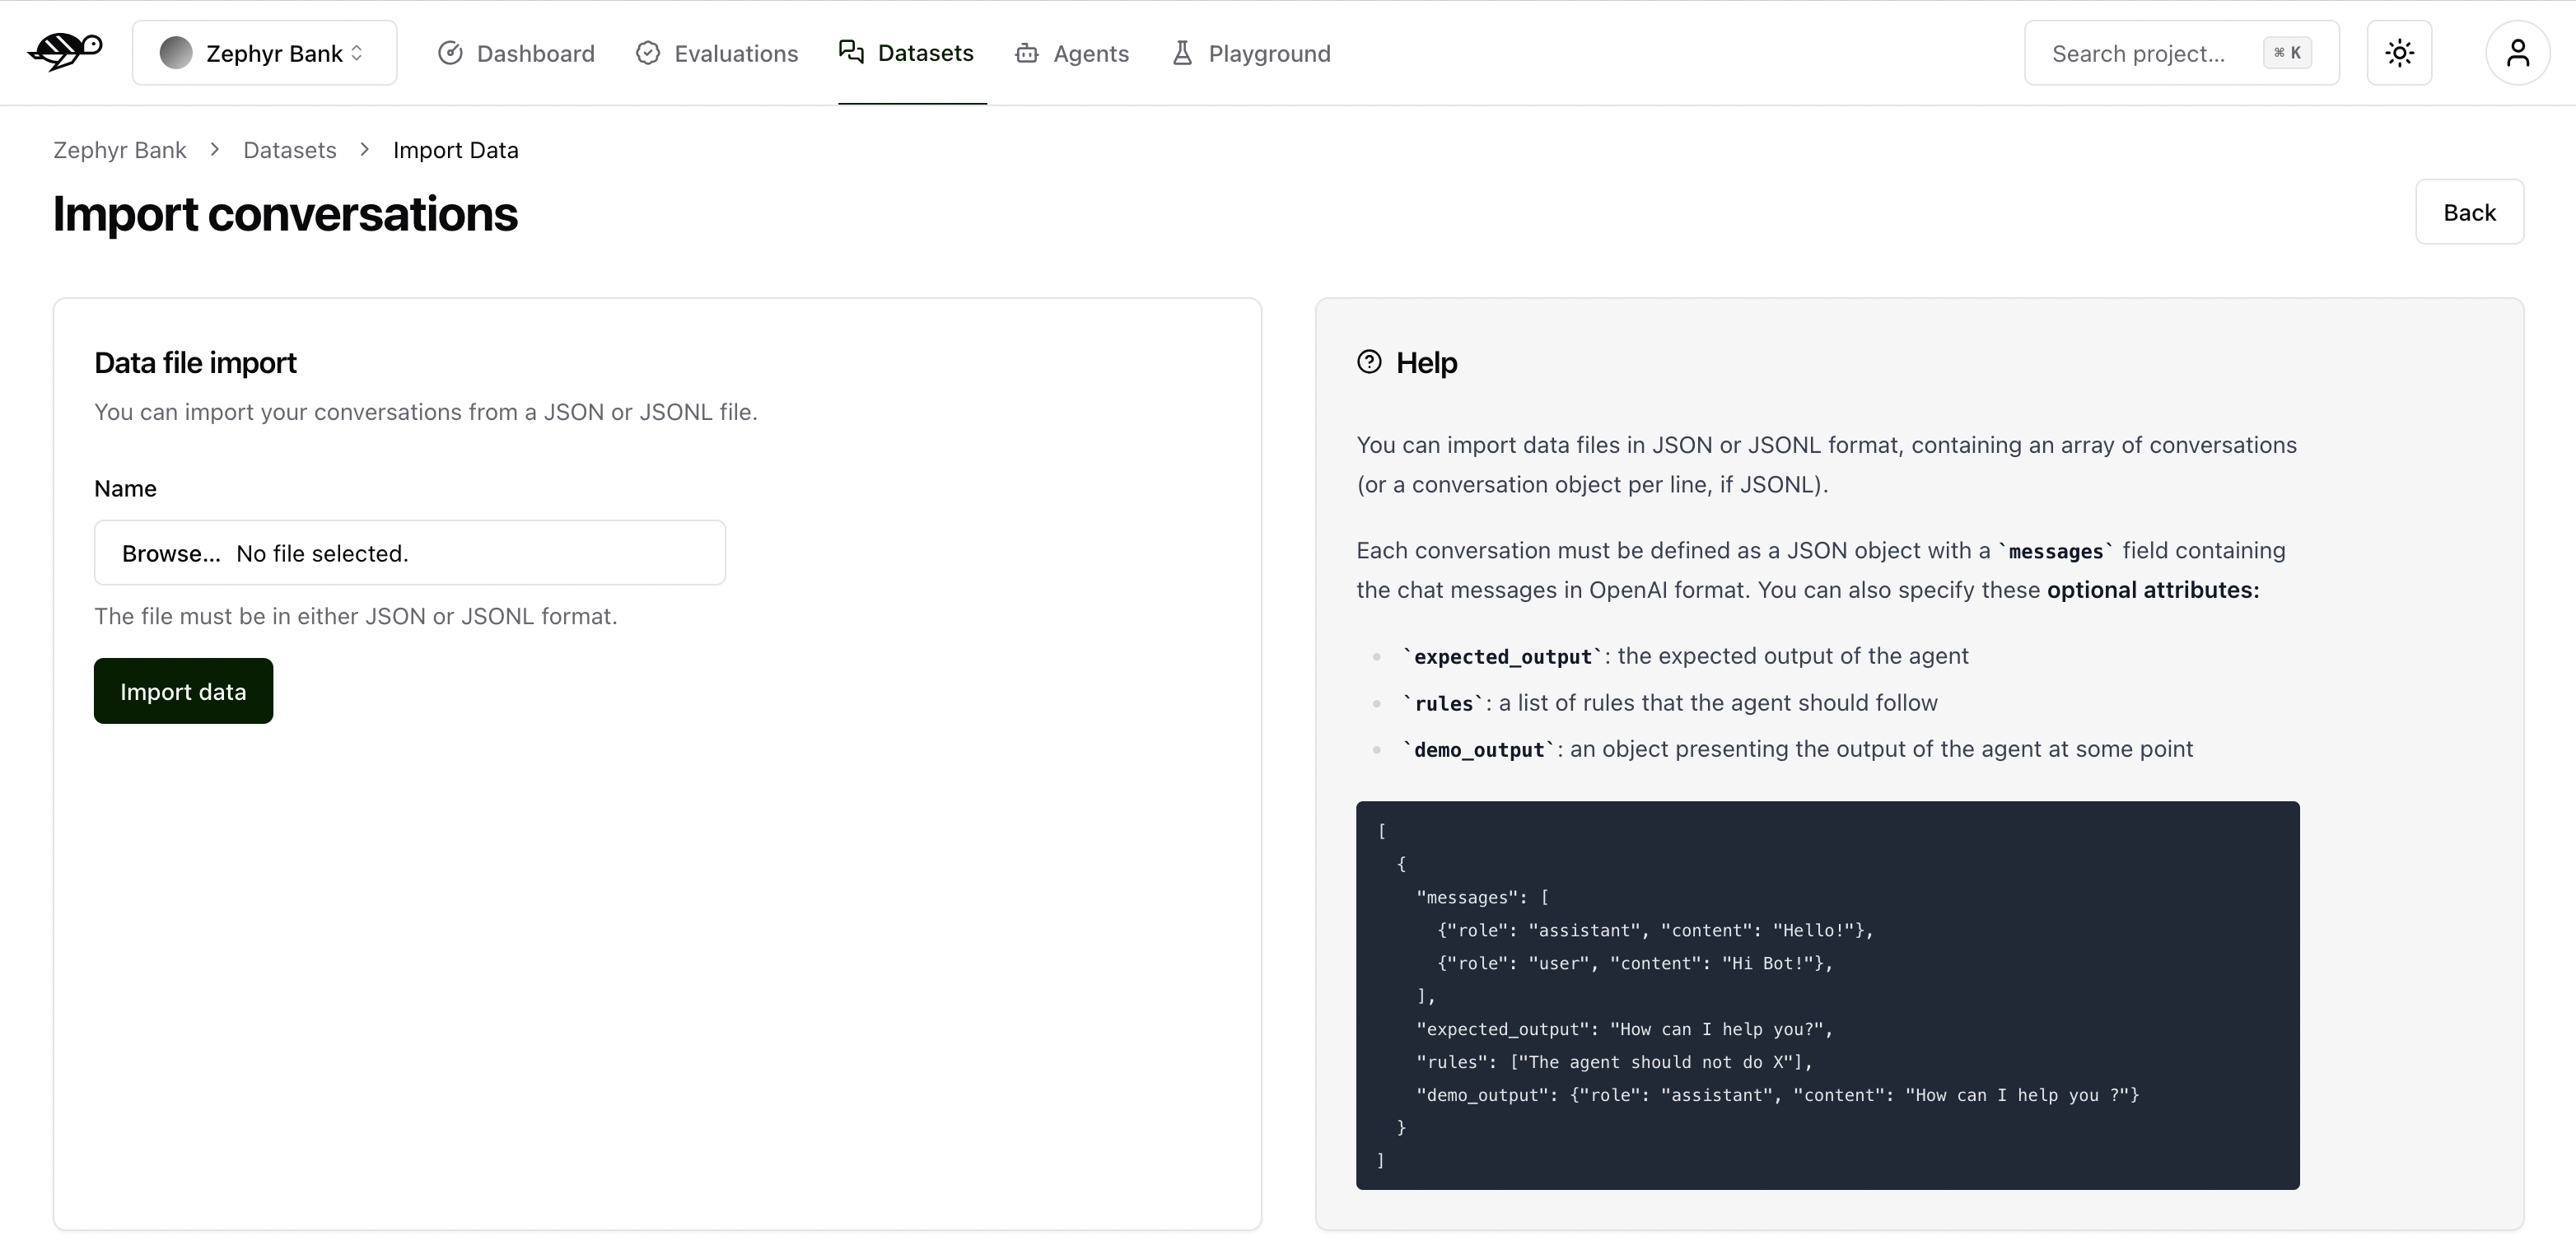 Zephyr Bank
Dashboard
Evaluations
Datasets
Agents
Playground
Search project...
⌘ K
Zephyr Bank > Datasets > Import Data
Import conversations
Back
Data file import
You can import your conversations from a JSON or JSONL file.
Name
Browse... No file selected.
The file must be in either JSON or JSONL format.
Import data
Help
You can import data files in JSON or JSONL format, containing an array of conversations
(or a conversation object per line, if JSONL).
Each conversation must be defined as a JSON object with a `messages` field containing
the chat messages in OpenAI format. You can also specify these optional attributes:
`expected_output`: the expected output of the agent
`rules`: a list of rules that the agent should follow
`demo_output`: an object presenting the output of the agent at some point
[
  {
    "messages": [
      {"role": "assistant", "content": "Hello!"},
      {"role": "user", "content": "Hi Bot!"},
    ],
    "expected_output": "How can I help you?",
    "rules": ["The agent should not do X"],
    "demo_output": {"role": "assistant", "content": "How can I help you ?"}
  }
]